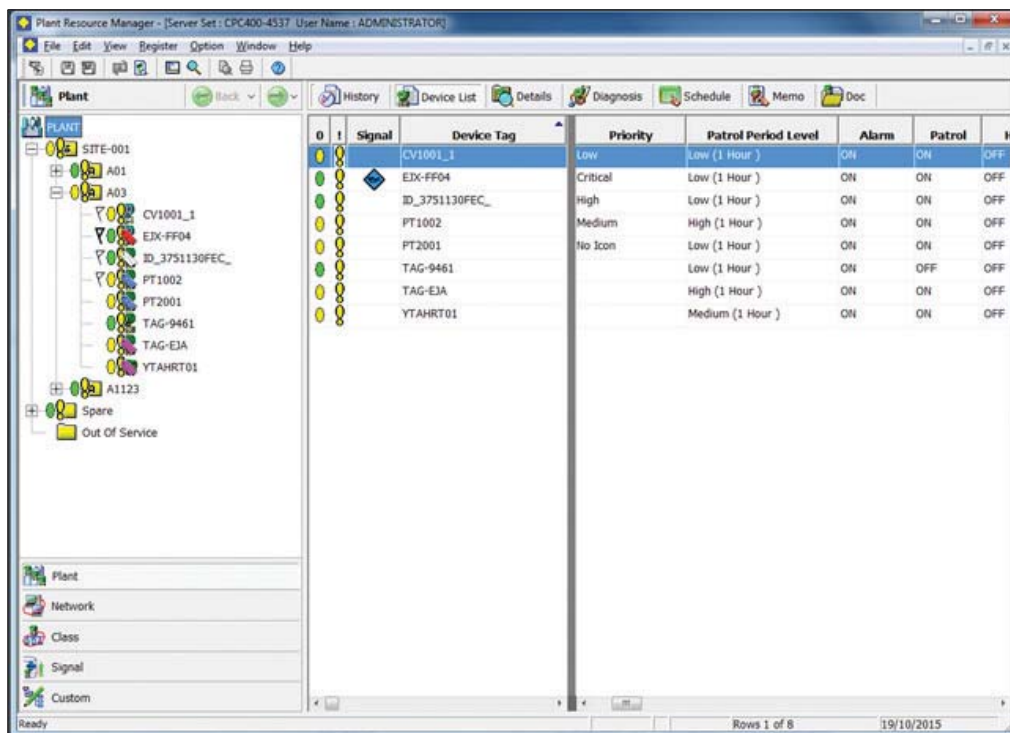 Plant Resource Manager - [Server Set : CPC400-4537 User Name : ADMINISTRATOR]
File Edit View Register Option Window Help
Plant Back History Device List Details Diagnosis Schedule Memo Doc
PLANT
SITE-001
A01
A03
CV1001_1
EJX-FF04
ID_3751130FEC_
PT1002
PT2001
TAG-9461
TAG-EJA
YTAHRT01
A1123
Spare
Out Of Service
Plant
Network
Class
Signal
Custom
0 ! Signal Device Tag Priority Patrol Period Level Alarm Patrol
CV1001_1 Low Low (1 Hour ) ON ON OFF
EJX-FF04 Critical Low (1 Hour ) ON ON OFF
ID_3751130FEC_ High Low (1 Hour ) ON ON OFF
PT1002 Medium High (1 Hour ) ON ON OFF
PT2001 No Icon Low (1 Hour ) ON ON OFF
TAG-9461 Low (1 Hour ) ON OFF OFF
TAG-EJA High (1 Hour ) ON ON OFF
YTAHRT01 Medium (1 Hour ) ON ON OFF
Ready Rows 1 of 8 19/10/2015